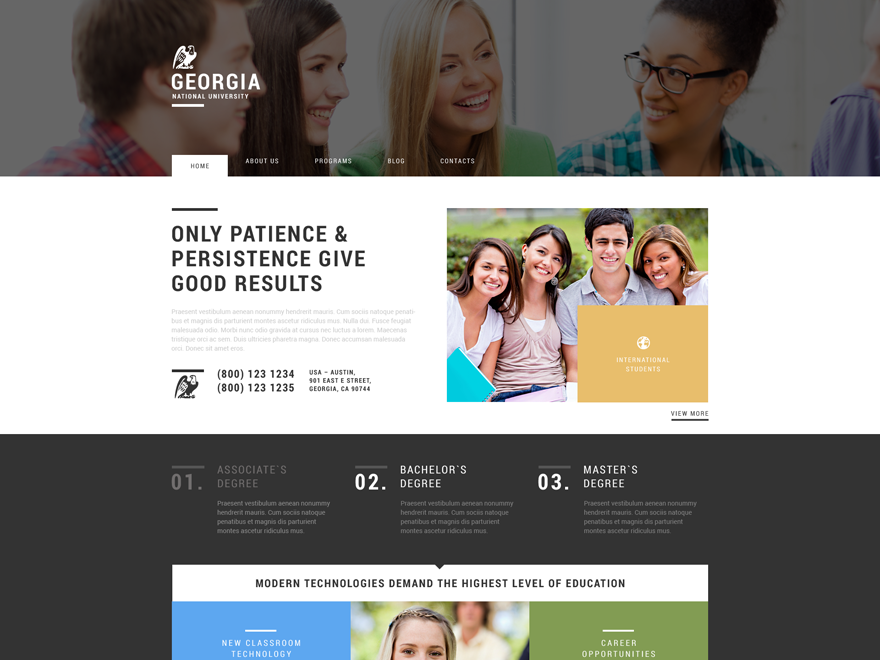 GEORGIA
NATIONAL UNIVERSITY
HOME
ABOUT US
PROGRAMS
BLOG
CONTACTS
ONLY PATIENCE &
PERSISTENCE GIVE
GOOD RESULTS
Praesent vestibulum aenean nonummy hendrerit mauris. Cum sociis natoque penati-
bus et magnis dis parturient montes ascetur ridiculus mus. Nulla dui. Fusce feugiat
malesuada odio. Morbi nunc odio gravida at cursus nec luctus a lorem. Maecenas
tristique orci ac sem. Duis ultricies pharetra magna. Donec accumsan malesuada
orci. Donec sit amet eros.
(800) 123 1234
(800) 123 1235
USA – AUSTIN,
901 EAST E STREET,
GEORGIA, CA 90744
INTERNATIONAL
STUDENTS
VIEW MORE
01.
ASSOCIATE`S
DEGREE
Praesent vestibulum aenean nonummy
hendrerit mauris. Cum sociis natoque
penatibus et magnis dis parturient
montes ascetur ridiculus mus.
02.
BACHELOR`S
DEGREE
Praesent vestibulum aenean nonummy
hendrerit mauris. Cum sociis natoque
penatibus et magnis dis parturient
montes ascetur ridiculus mus.
03.
MASTER`S
DEGREE
Praesent vestibulum aenean nonummy
hendrerit mauris. Cum sociis natoque
penatibus et magnis dis parturient
montes ascetur ridiculus mus.
MODERN TECHNOLOGIES DEMAND THE HIGHEST LEVEL OF EDUCATION
NEW CLASSROOM
TECHNOLOGY
CAREER
OPPORTUNITIES